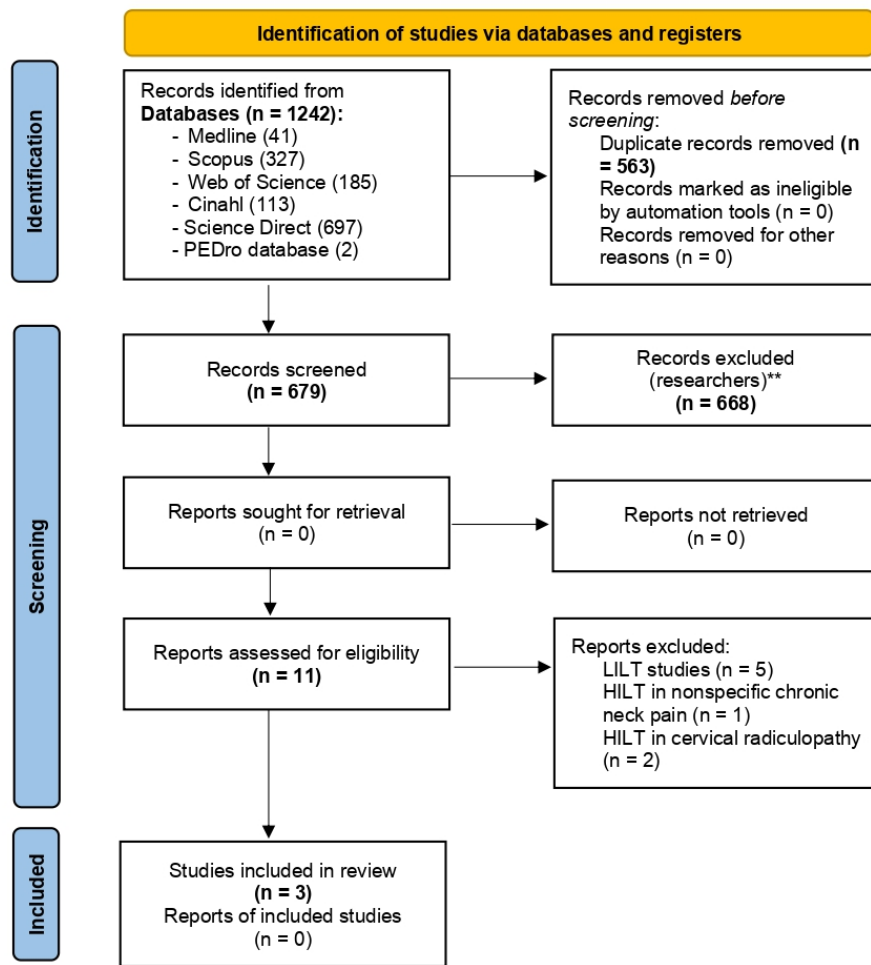 Identification of studies via databases and registers
Identification
Records identified from
Databases (n = 1242):
- Medline (41)
- Scopus (327)
- Web of Science (185)
- Cinahl (113)
- Science Direct (697)
- PEDro database (2)
Records removed before
screening:
Duplicate records removed (n
= 563)
Records marked as ineligible
by automation tools (n = 0)
Records removed for other
reasons (n = 0)
Screening
Records screened
(n = 679)
Records excluded
(researchers)**
(n = 668)
Reports sought for retrieval
(n = 0)
Reports not retrieved
(n = 0)
Reports assessed for eligibility
(n = 11)
Reports excluded:
LILT studies (n = 5)
HILT in nonspecific chronic
neck pain (n = 1)
HILT in cervical radiculopathy
(n = 2)
Included
Studies included in review
(n = 3)
Reports of included studies
(n = 0)